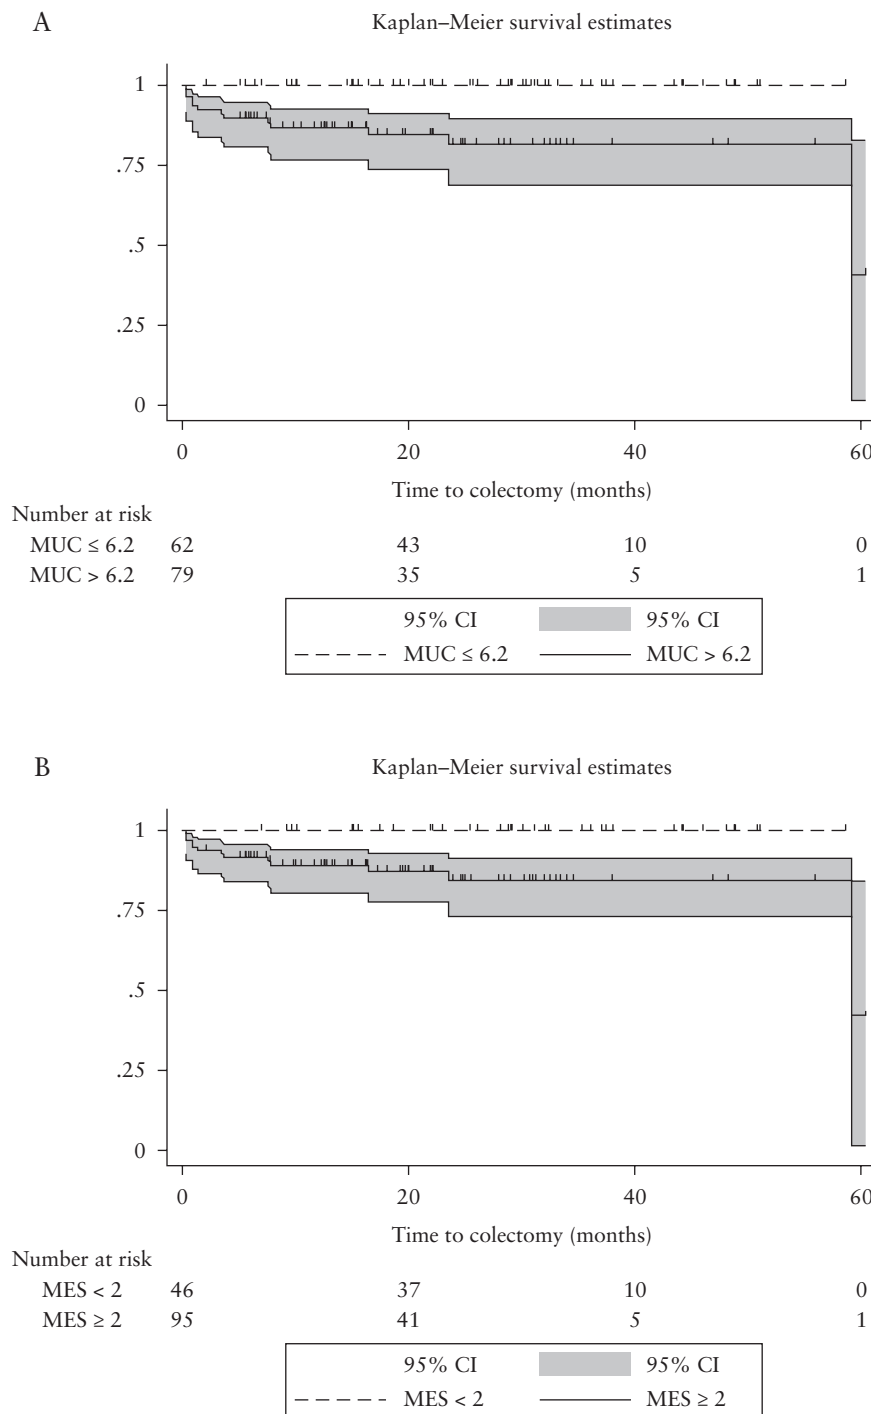 A
Kaplan–Meier survival estimates
1
.75
.5
.25
0
0 20 40 60
Time to colectomy (months)
Number at risk
MUC ≤ 6.2 62 43 10 0
MUC > 6.2 79 35 5 1
95% CI 95% CI
MUC ≤ 6.2 MUC > 6.2
B
Kaplan–Meier survival estimates
1
.75
.5
.25
0
0 20 40 60
Time to colectomy (months)
Number at risk
MES < 2 46 37 10 0
MES ≥ 2 95 41 5 1
95% CI 95% CI
MES < 2 MES ≥ 2